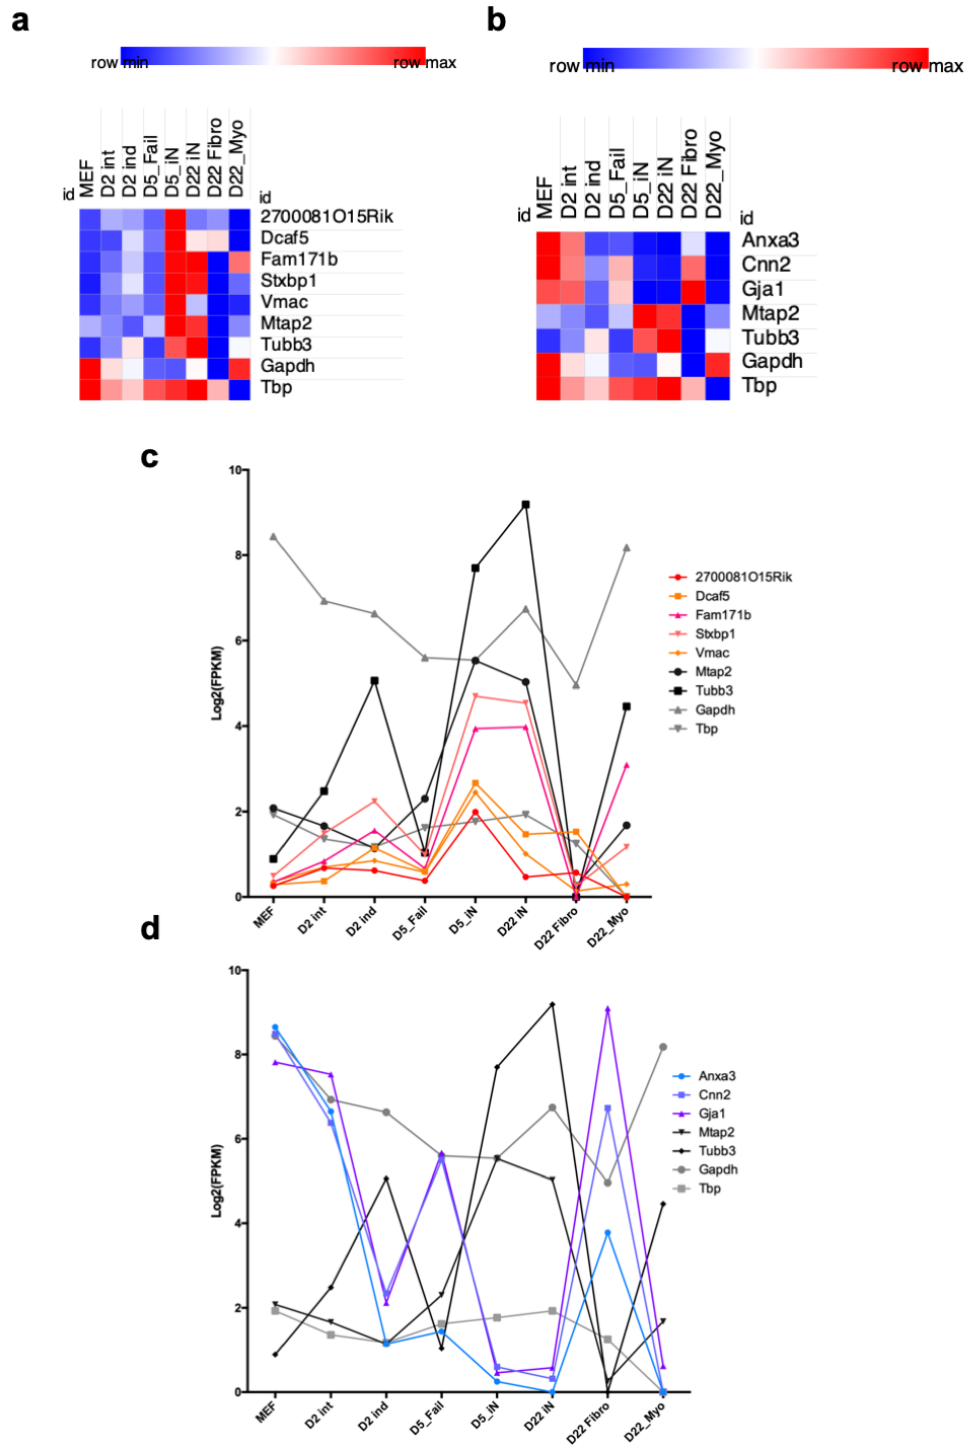 a
row min
row max
id
MEF
D2 int
D2 ind
D5_Fail
D5_iN
D22 iN
D22 Fibro
D22_Myo
id
2700081O15Rik
Dcaf5
Fam171b
Stxbp1
Vmac
Mtap2
Tubb3
Gapdh
Tbp
b
row min
row max
id
MEF
D2 int
D2 ind
D5_Fail
D5_iN
D22 iN
D22 Fibro
D22_Myo
id
Anxa3
Cnn2
Gja1
Mtap2
Tubb3
Gapdh
Tbp
c
Log2(FPKM)
10
8
6
4
2
0
MEF
D2 int
D2 ind
D5_Fail
D5_iN
D22 iN
D22 Fibro
D22_Myo
2700081O15Rik
Dcaf5
Fam171b
Stxbp1
Vmac
Mtap2
Tubb3
Gapdh
Tbp
d
Log2(FPKM)
10
8
6
4
2
0
MEF
D2 int
D2 ind
D5_Fail
D5_iN
D22 iN
D22 Fibro
D22_Myo
Anxa3
Cnn2
Gja1
Mtap2
Tubb3
Gapdh
Tbp